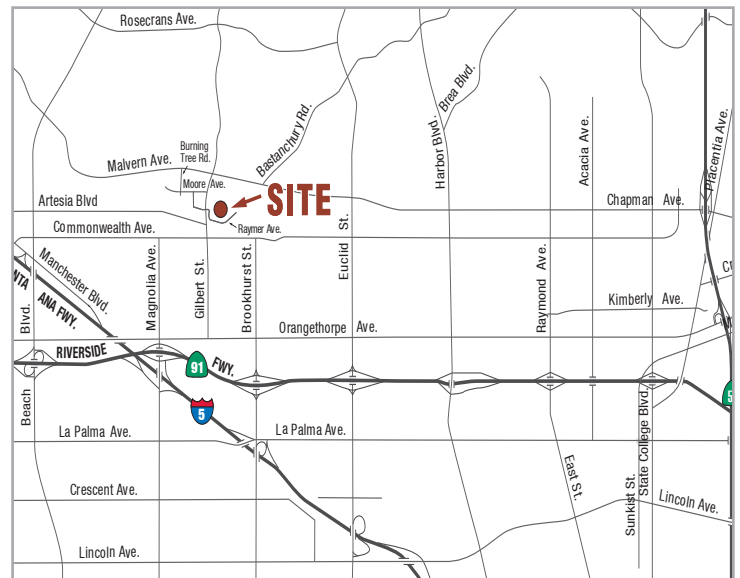 Rosecrans Ave.
Brea Blvd.
Bastanchury Rd.
Harbor Blvd.
Acacia Ave.
Placentia Ave.
Burning
Tree Rd.
Malvern Ave.
Moore Ave.
SITE
Artesia Blvd
Chapman Ave.
Commonwealth Ave.
Raymer Ave.
Euclid St.
Manchester Blvd.
Magnolia Ave.
Gilbert St.
Brookhurst St.
Raymond Ave.
NTA ANA FWY.
Kimberly Ave.
Orangethorpe Ave.
Beach Blvd.
RIVERSIDE
91
FWY.
5
5
La Palma Ave.
La Palma Ave.
State College Blvd.
East St.
Sunkist St.
Crescent Ave.
Lincoln Ave.
Lincoln Ave.